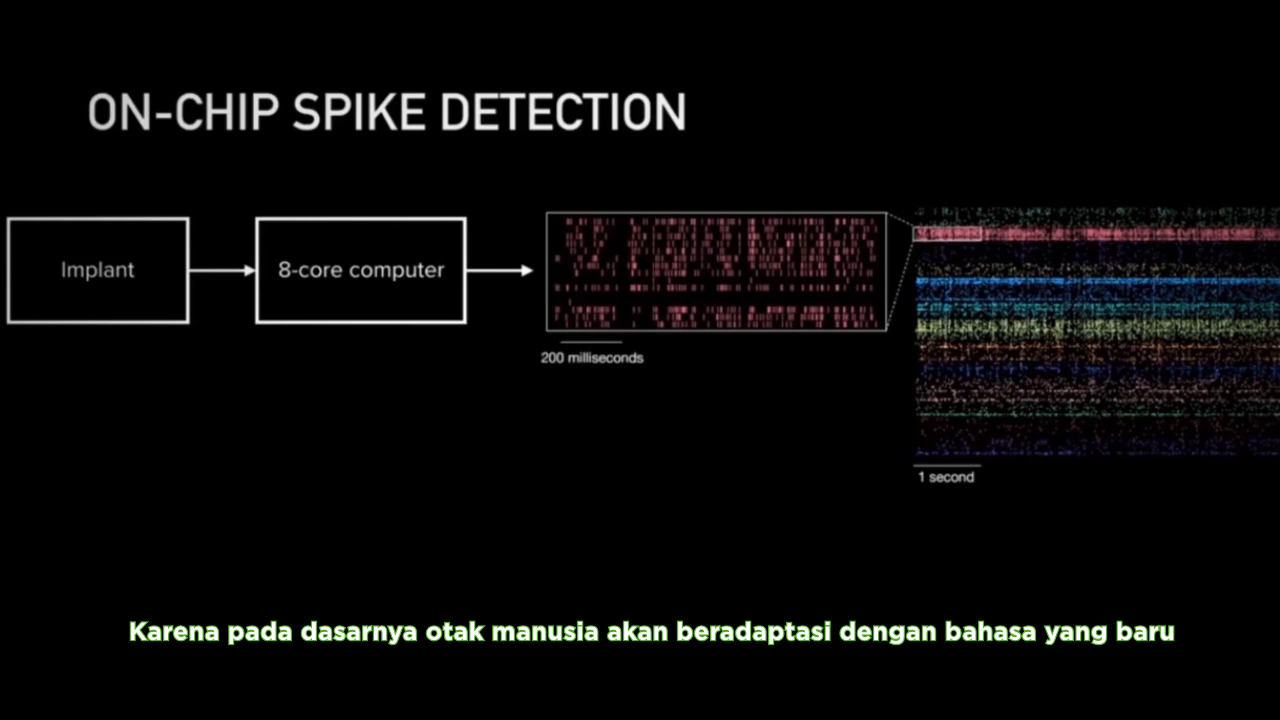 ON-CHIP SPIKE DETECTION
Implant
8-core computer
200 milliseconds
1 second
Karena pada dasarnya otak manusia akan beradaptasi dengan bahasa yang baru